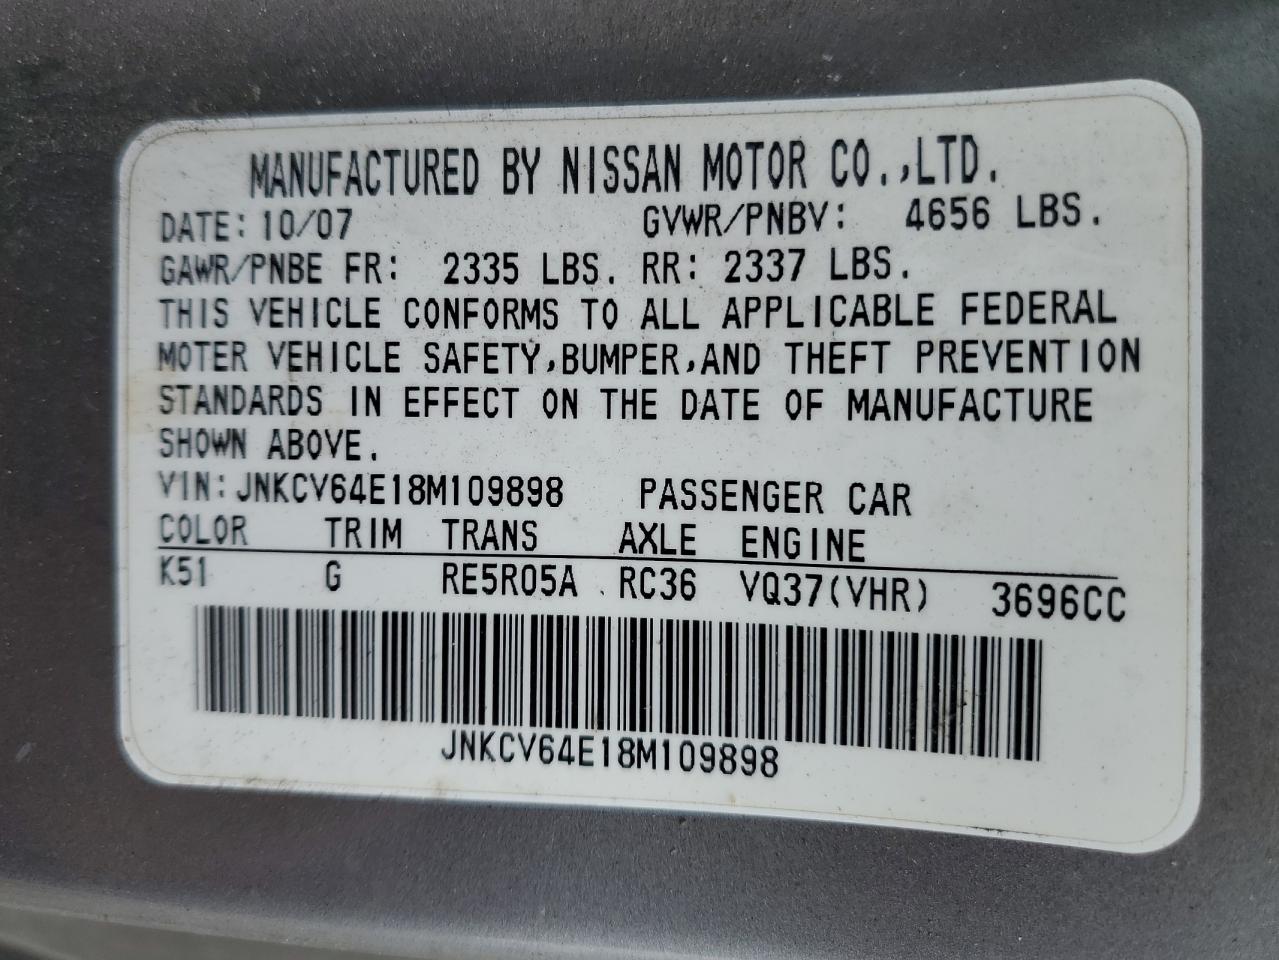 MANUFACTURED BY NISSAN MOTOR CO.,LTD.
DATE: 10/07 GVWR/PNBV: 4656 LBS.
GAWR/PNBE FR: 2335 LBS. RR: 2337 LBS.
THIS VEHICLE CONFORMS TO ALL APPLICABLE FEDERAL
MOTER VEHICLE SAFETY,BUMPER,AND THEFT PREVENTION
STANDARDS IN EFFECT ON THE DATE OF MANUFACTURE
SHOWN ABOVE.
VIN: JNKCV64E18M109898 PASSENGER CAR
COLOR TRIM TRANS AXLE ENGINE
K51 G RE5R05A RC36 VQ37(VHR) 3696CC
JNKCV64E18M109898